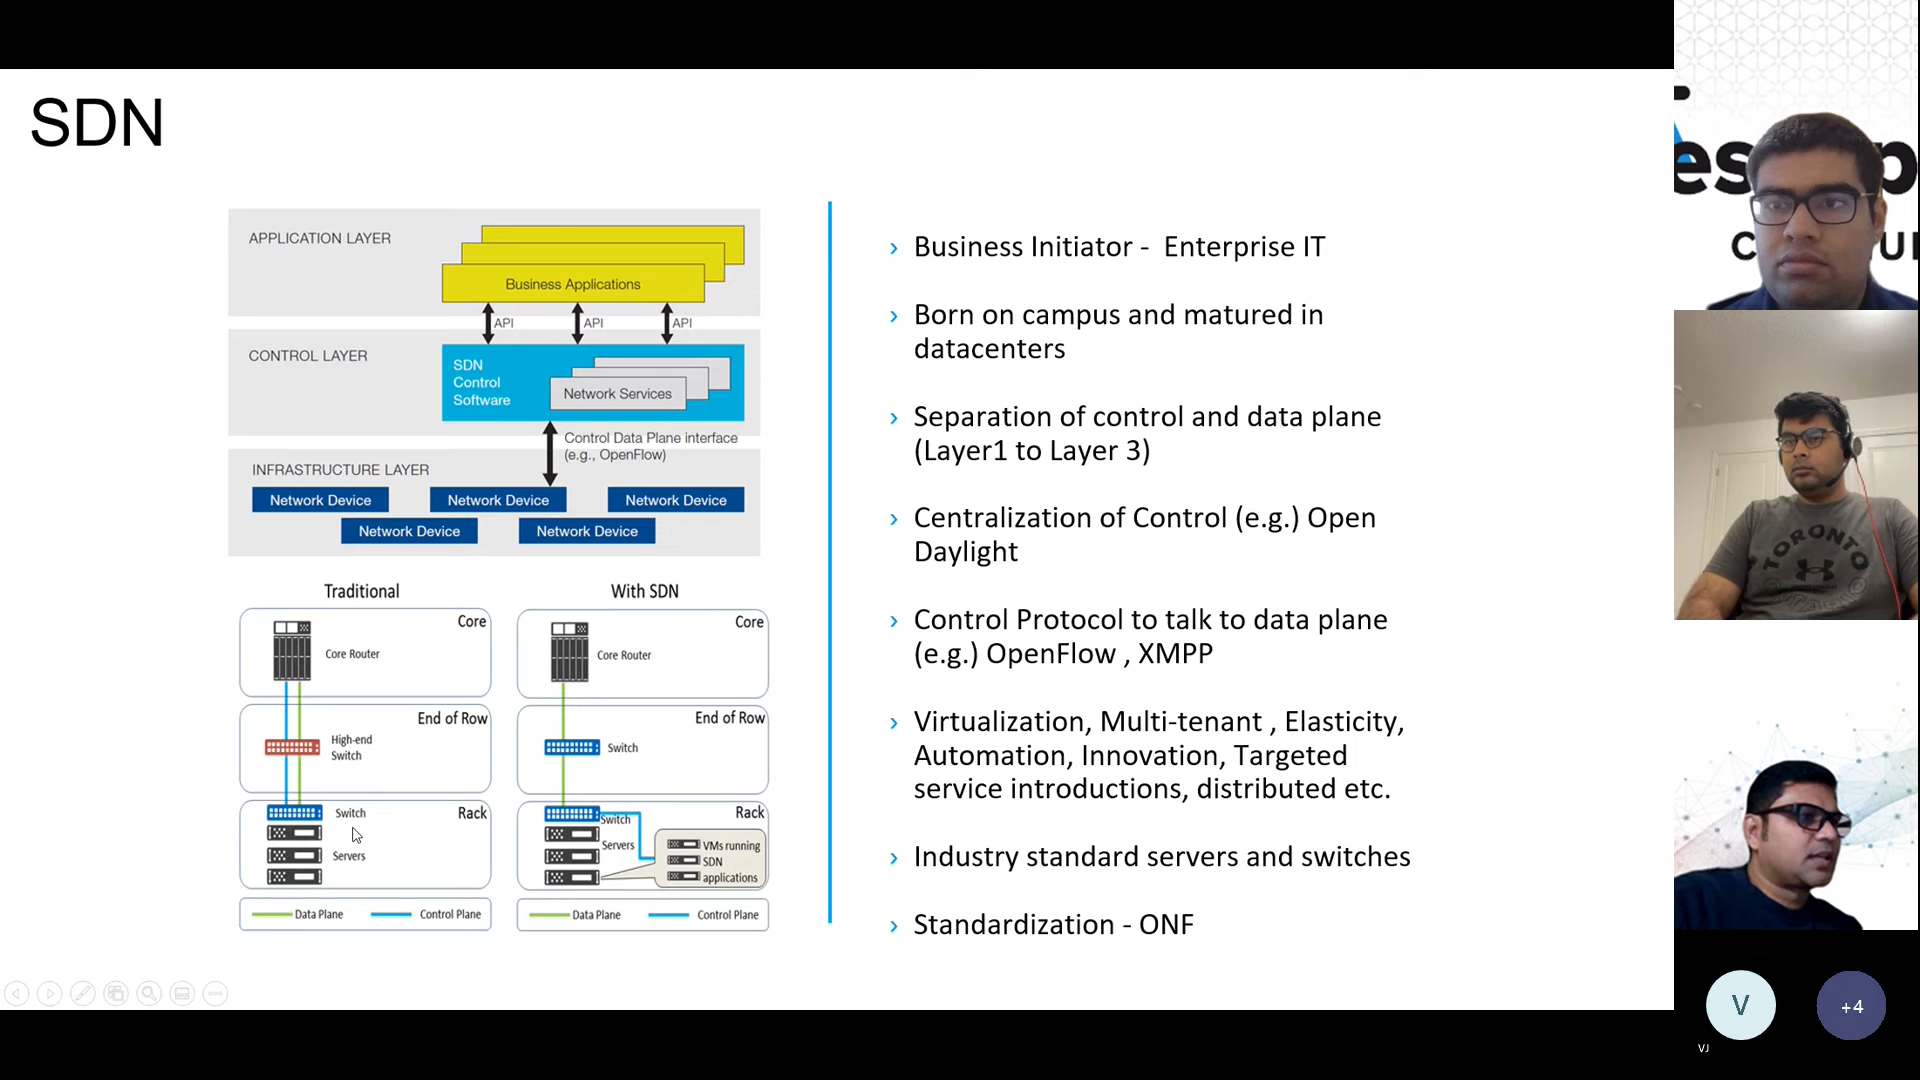 SDN
APPLICATION LAYER
Business Applications
API
API
API
CONTROL LAYER
SDN
Control
Software
Network Services
Control Data Plane interface
(e.g., OpenFlow)
INFRASTRUCTURE LAYER
Network Device
Network Device
Network Device
Network Device
Network Device
Traditional
Core
Core Router
End of Row
High-end
Switch
Switch
Rack
Servers
Data Plane
Control Plane
With SDN
Core
Core Router
End of Row
Switch
Rack
Switch
Servers
VMs running
SDN
applications
Data Plane
Control Plane
› Business Initiator - Enterprise IT
› Born on campus and matured in
datacenters
› Separation of control and data plane
(Layer1 to Layer 3)
› Centralization of Control (e.g.) Open
Daylight
› Control Protocol to talk to data plane
(e.g.) OpenFlow , XMPP
› Virtualization, Multi-tenant , Elasticity,
Automation, Innovation, Targeted
service introductions, distributed etc.
› Industry standard servers and switches
› Standardization - ONF
TORONTO
V
+4
VJ